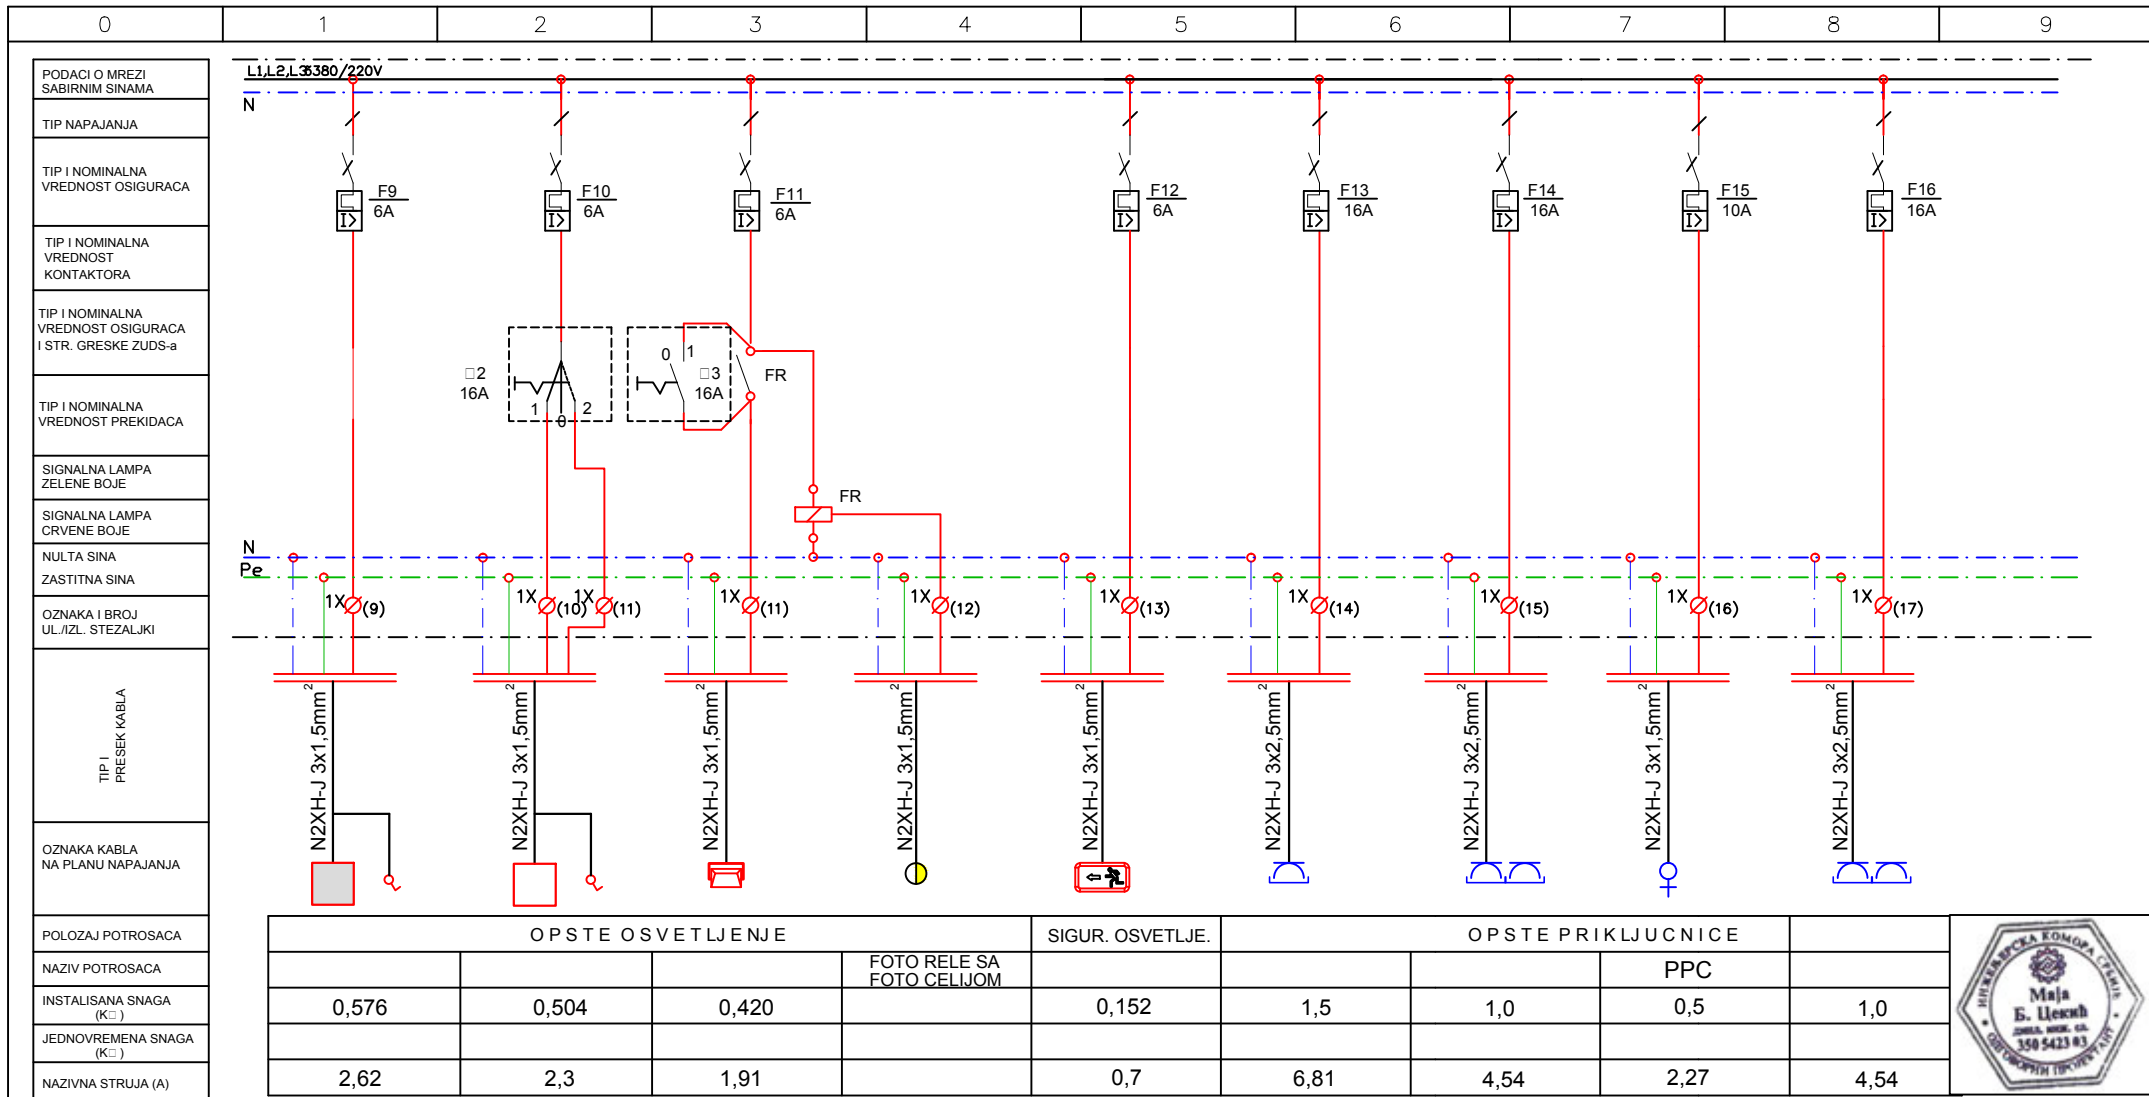 0 1 2 3 4 5 6 7 8 9
PODACI O MREZI
SABIRNIM SINAMA
TIP NAPAJANJA
TIP I NOMINALNA
VREDNOST OSIGURACA
TIP I NOMINALNA
VREDNOST
KONTAKTORA
TIP I NOMINALNA
VREDNOST OSIGURACA
I STR. GRESKE ZUDS-a
TIP I NOMINALNA
VREDNOST PREKIDACA
SIGNALNA LAMPA
ZELENE BOJE
SIGNALNA LAMPA
CRVENE BOJE
NULTA SINA
ZASTITNA SINA
OZNAKA I BROJ
UL./IZL. STEZALJKI
TIP I
PRESEK KABLA
OZNAKA KABLA
NA PLANU NAPAJANJA
POLOZAJ POTROSACA
NAZIV POTROSACA
INSTALISANA SNAGA
(K□ )
JEDNOVREMENA SNAGA
(K□ )
NAZIVNA STRUJA (A)
380/220V
N
F9
6A
F10
6A
F11
6A
F12
6A
F13
16A
F14
16A
F15
10A
F16
16A
□2
16A
1 0 2
0 1
□3
16A
FR
FR
N
Pe
1X (9)
1X (10)
1X (11)
1X (11)
1X (12)
1X (13)
1X (14)
1X (15)
1X (16)
1X (17)
N2XH-J 3x1,5mm²
N2XH-J 3x1,5mm²
N2XH-J 3x1,5mm²
N2XH-J 3x1,5mm²
N2XH-J 3x1,5mm²
N2XH-J 3x2,5mm²
N2XH-J 3x2,5mm²
N2XH-J 3x1,5mm²
N2XH-J 3x2,5mm²
OPSTE OSVETLJENJE SIGUR. OSVETLJE. OPSTE PRIKLJUCNICE
FOTO RELE SA
FOTO CELIJOM
PPC
0,576 0,504 0,420 0,152 1,5 1,0 0,5 1,0
2,62 2,3 1,91 0,7 6,81 4,54 2,27 4,54
ИНЖЕЊЕРСКА КОМОРА СРБИЈЕ
Маја
Б. Цекић
350 5423 03
ОДГОВОРНИ ПРОЈЕКТАНТ